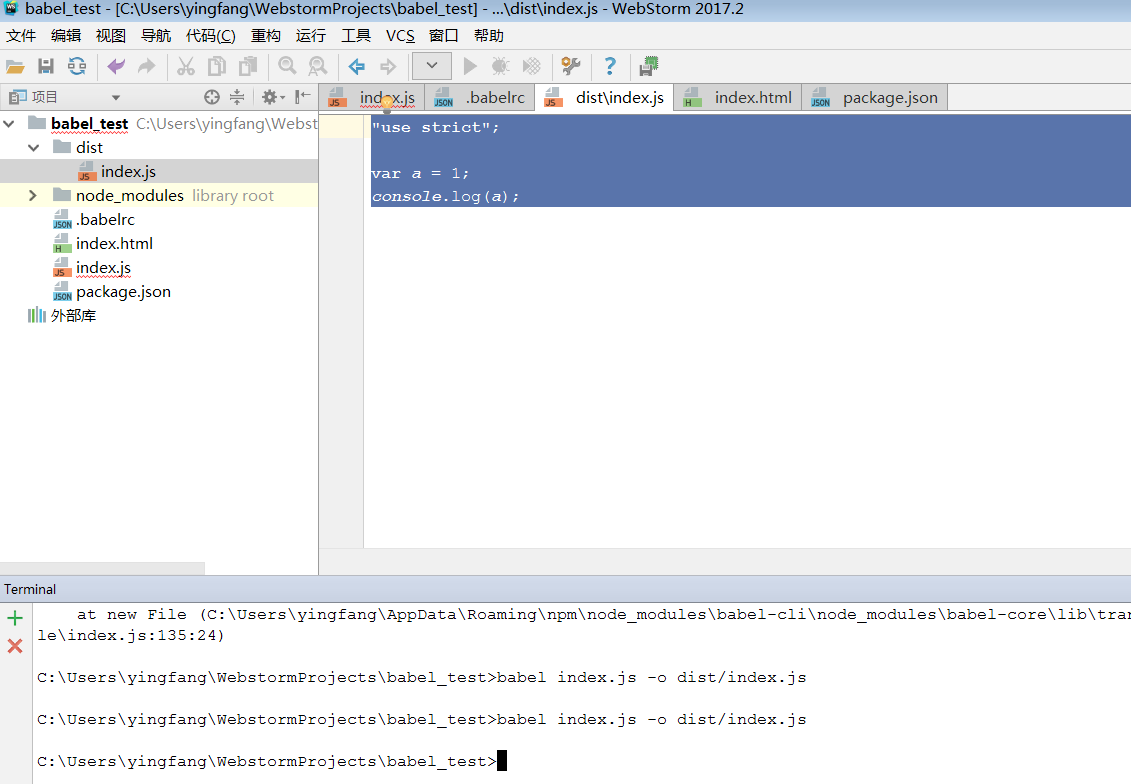 babel_test - [C:\Users\yingfang\WebstormProjects\babel_test] - ...\dist\index.js - WebStorm 2017.2
文件 编辑 视图 导航 代码(C) 重构 运行 工具 VCS 窗口 帮助
项目
index.js .babelrc dist\index.js index.html package.json
babel_test C:\Users\yingfang\Webst
dist
index.js
node_modules library root
.babelrc
index.html
index.js
package.json
外部库
"use strict";
var a = 1;
console.log(a);
Terminal
at new File (C:\Users\yingfang\AppData\Roaming\npm\node_modules\babel-cli\node_modules\babel-core\lib\tran
le\index.js:135:24)
C:\Users\yingfang\WebstormProjects\babel_test>babel index.js -o dist/index.js
C:\Users\yingfang\WebstormProjects\babel_test>babel index.js -o dist/index.js
C:\Users\yingfang\WebstormProjects\babel_test>